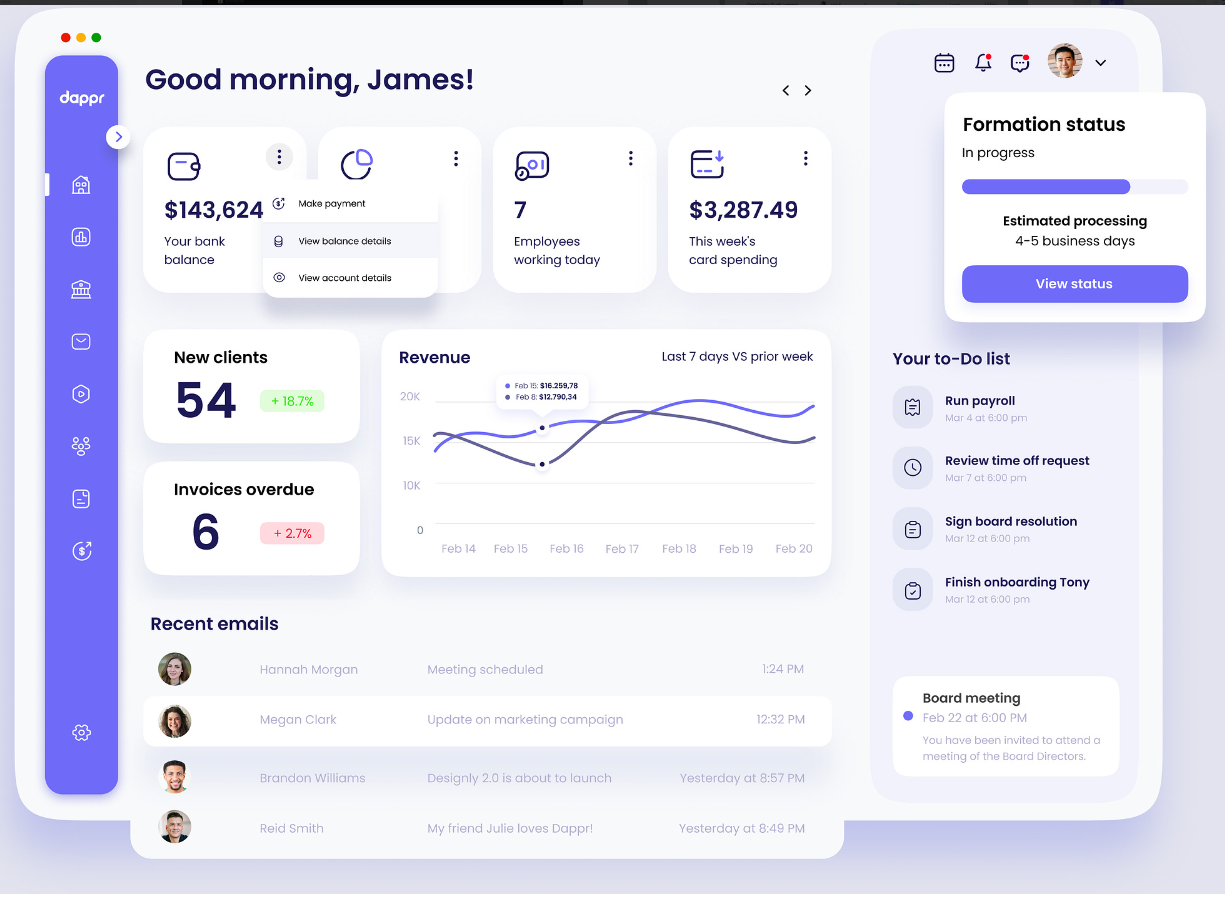 dappr
Good morning, James!
$143,624
Your bank
balance
Make payment
View balance details
View account details
7
Employees
working today
$3,287.49
This week's
card spending
Formation status
In progress
Estimated processing
4-5 business days
View status
New clients
54
+ 18.7%
Invoices overdue
6
+ 2.7%
Revenue
Last 7 days VS prior week
Feb 15: $16.259,78
Feb 8: $12.790,34
20K
15K
10K
0
Feb 14 Feb 15 Feb 16 Feb 17 Feb 18 Feb 19 Feb 20
Your to-Do list
Run payroll
Mar 4 at 6:00 pm
Review time off request
Mar 7 at 6:00 pm
Sign board resolution
Mar 12 at 6:00 pm
Finish onboarding Tony
Mar 12 at 6:00 pm
Recent emails
Hannah Morgan Meeting scheduled 1:24 PM
Megan Clark Update on marketing campaign 12:32 PM
Brandon Williams Designly 2.0 is about to launch Yesterday at 8:57 PM
Reid Smith My friend Julie loves Dappr! Yesterday at 8:49 PM
Board meeting
Feb 22 at 6:00 PM
You have been invited to attend a
meeting of the Board Directors.